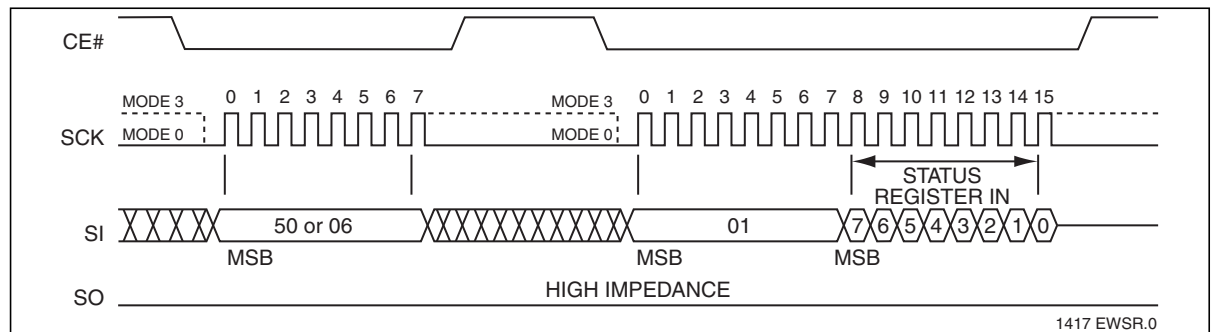 CE#
MODE 3 0 1 2 3 4 5 6 7 MODE 3 0 1 2 3 4 5 6 7 8 9 10 11 12 13 14 15
SCK MODE 0 MODE 0
STATUS
REGISTER IN
SI 50 or 06 01 7 6 5 4 3 2 1 0
MSB MSB MSB
SO HIGH IMPEDANCE
1417 EWSR.0